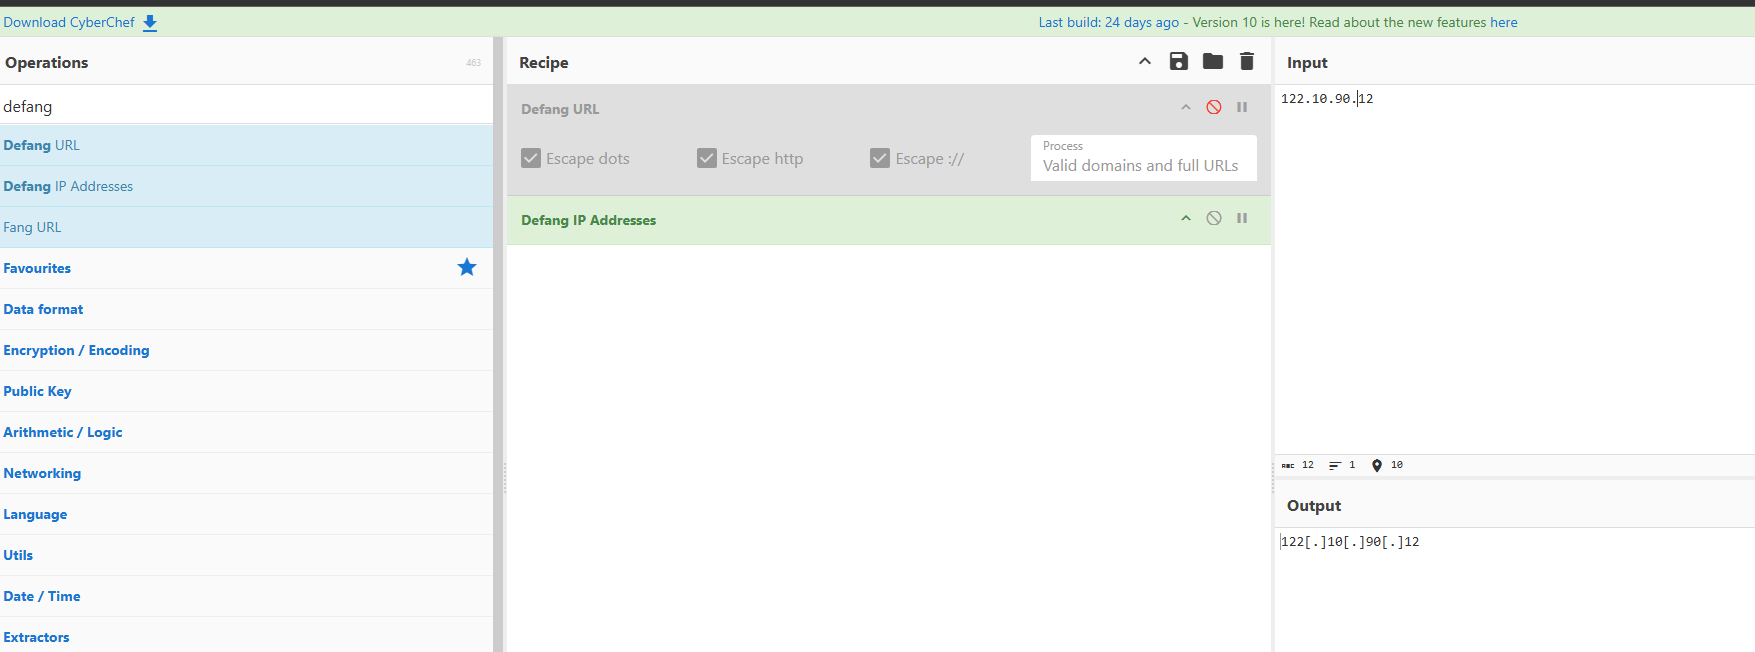 Download CyberChef
Last build: 24 days ago - Version 10 is here! Read about the new features here
Operations
463
defang
Defang URL
Defang IP Addresses
Fang URL
Favourites
Data format
Encryption / Encoding
Public Key
Arithmetic / Logic
Networking
Language
Utils
Date / Time
Extractors
Recipe
Defang URL
Escape dots
Escape http
Escape ://
Process
Valid domains and full URLs
Defang IP Addresses
Input
122.10.90.12
ABC 12 1 10
Output
122[.]10[.]90[.]12